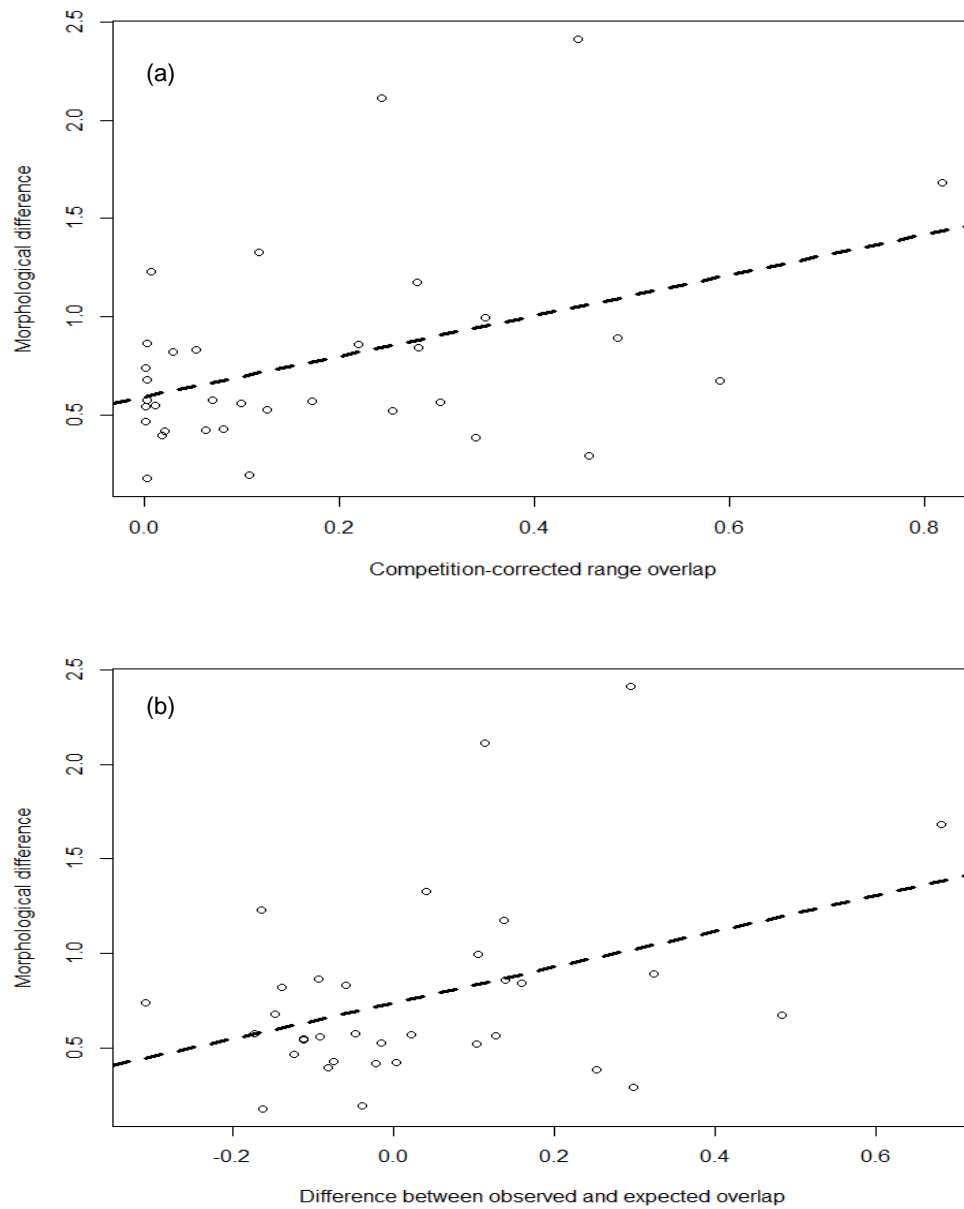 (a)
Morphological difference
2.5
2.0
1.5
1.0
0.5
0.0 0.2 0.4 0.6 0.8
Competition-corrected range overlap
(b)
Morphological difference
2.5
2.0
1.5
1.0
0.5
-0.2 0.0 0.2 0.4 0.6
Difference between observed and expected overlap